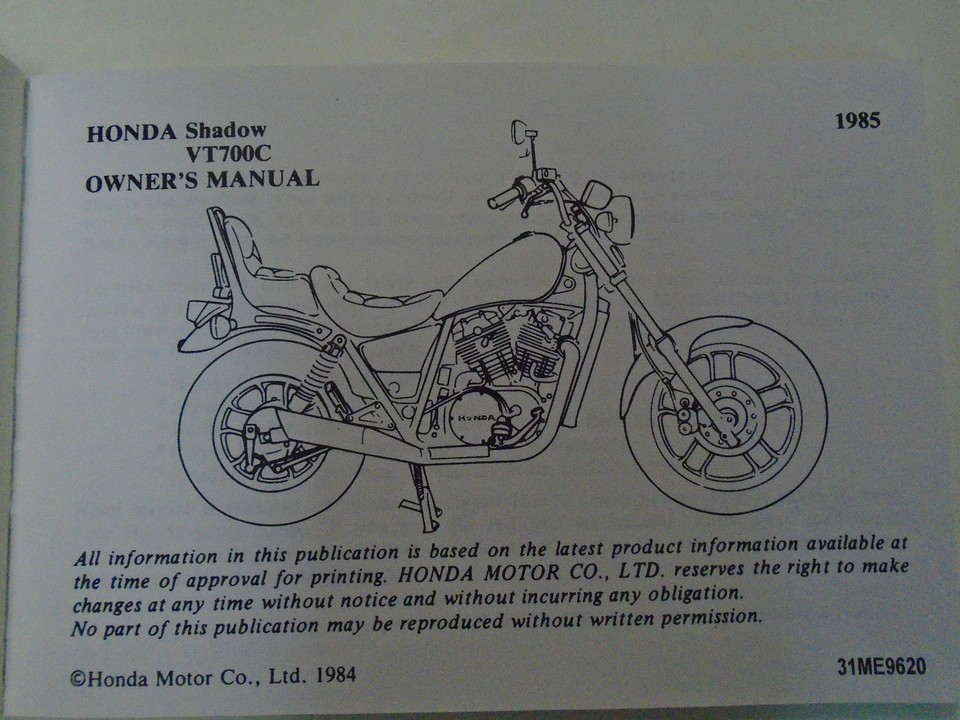 HONDA Shadow
VT700C
OWNER'S MANUAL
1985
HONDA
All information in this publication is based on the latest product information available at
the time of approval for printing. HONDA MOTOR CO., LTD. reserves the right to make
changes at any time without notice and without incurring any obligation.
No part of this publication may be reproduced without written permission.
©Honda Motor Co., Ltd. 1984
31ME9620